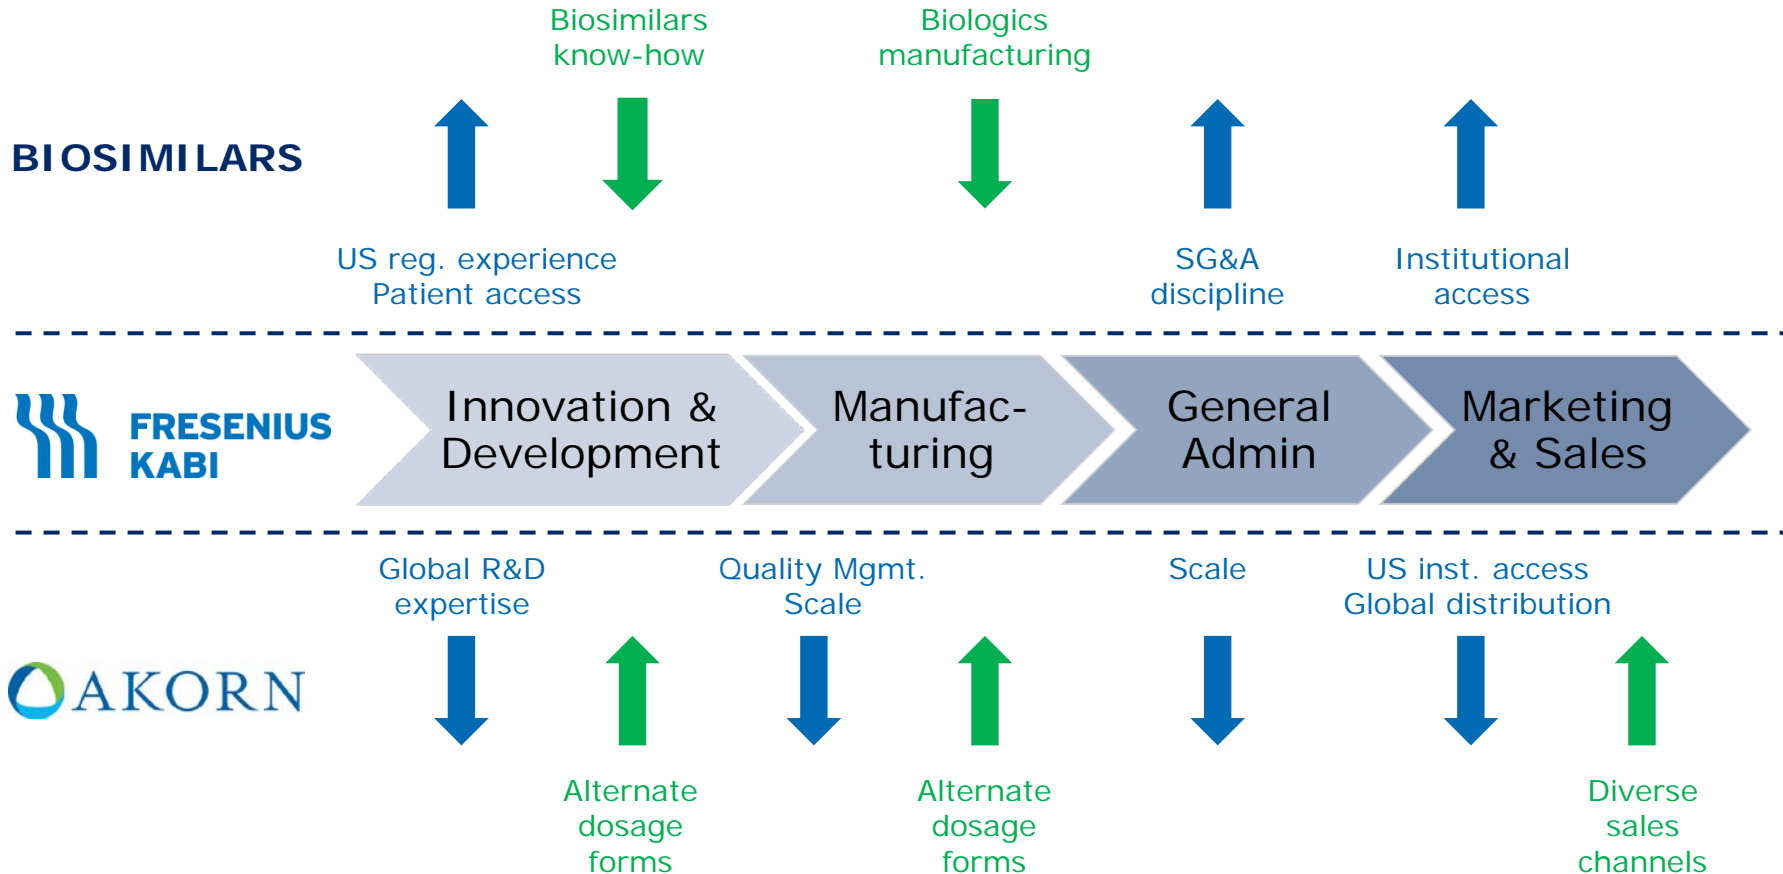 Biosimilars
know-how
Biologics
manufacturing
BIOSIMILARS
US reg. experience
Patient access
SG&A
discipline
Institutional
access
FRESENIUS
KABI
Innovation &
Development
Manufac-
turing
General
Admin
Marketing
& Sales
Global R&D
expertise
Quality Mgmt.
Scale
Scale
US inst. access
Global distribution
AKORN
Alternate
dosage
forms
Alternate
dosage
forms
Diverse
sales
channels